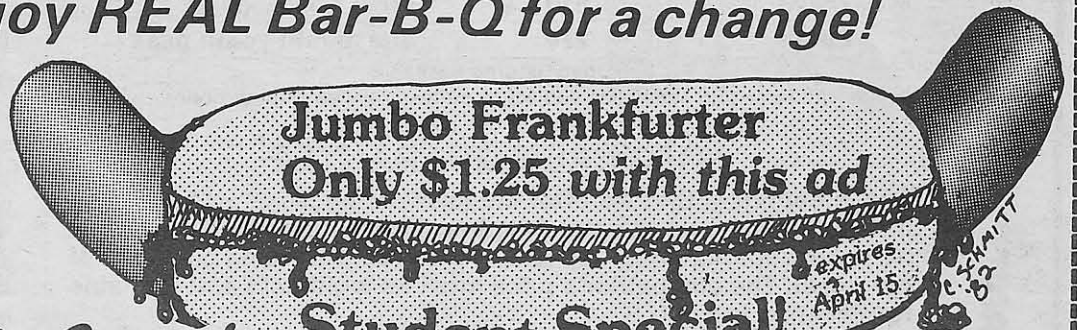 joy REAL Bar-B-Q for a change!
Jumbo Frankfurter
Only $1.25 with this ad
expires
April 15
C. SCHMITT
'82
Student Special!